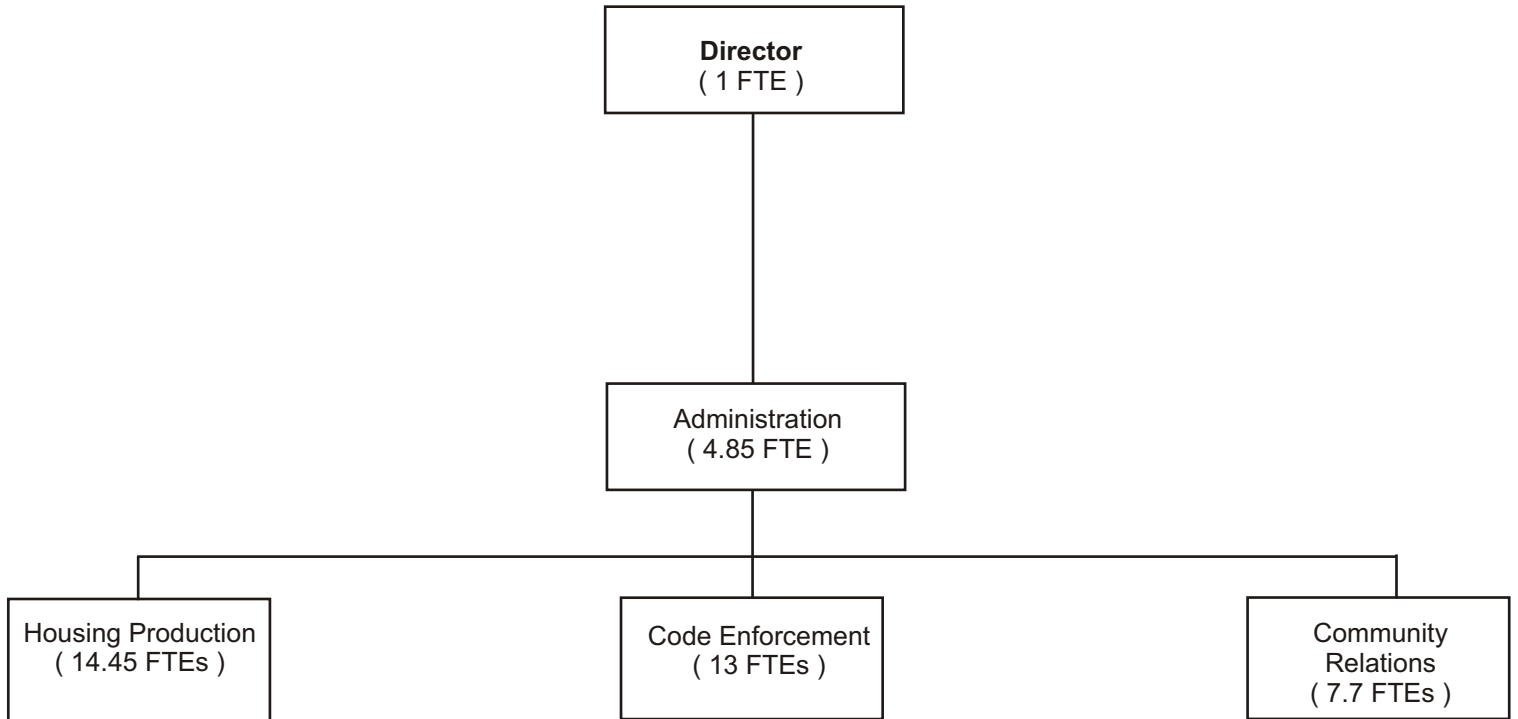 Director
( 1 FTE )
Administration
( 4.85 FTE )
Housing Production
( 14.45 FTEs )
Code Enforcement
( 13 FTEs )
Community
Relations
( 7.7 FTEs )